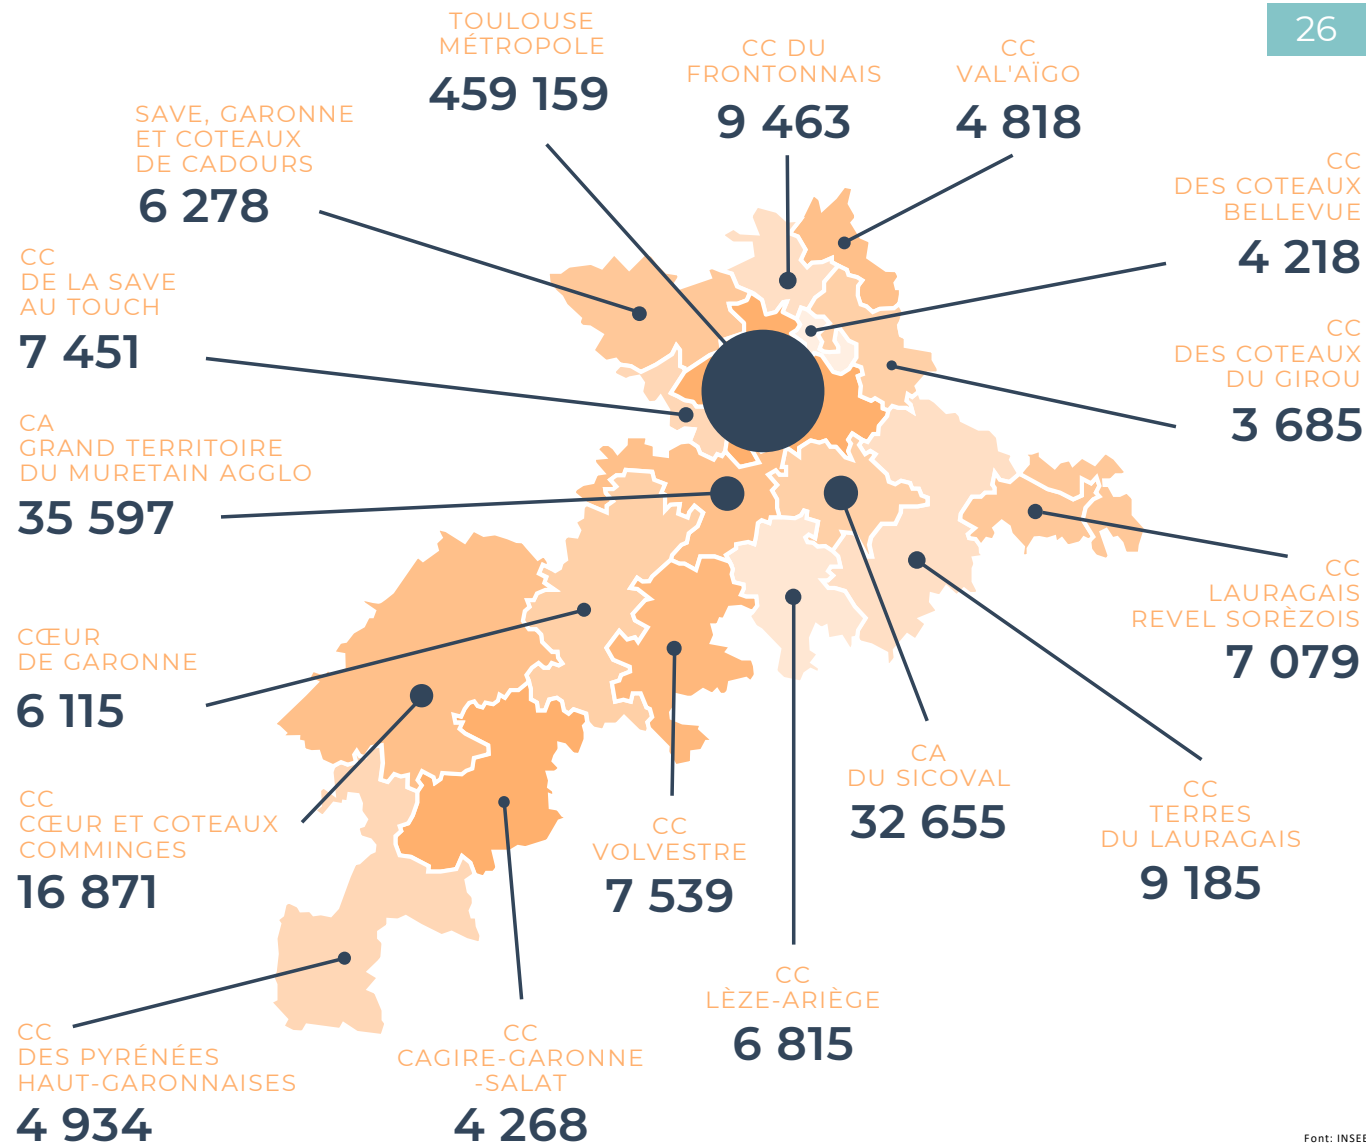 26
TOULOUSE
MÉTROPOLE
459 159
CC DU
FRONTONNAIS
9 463
CC
VAL'AÏGO
4 818
SAVE, GARONNE
ET COTEAUX
DE CADOURS
6 278
CC
DES COTEAUX
BELLEVUE
4 218
CC
DE LA SAVE
AU TOUCH
7 451
CC
DES COTEAUX
DU GIROU
3 685
CA
GRAND TERRITOIRE
DU MURETAIN AGGLO
35 597
CC
LAURAGAIS
REVEL SORÈZOIS
7 079
CŒUR
DE GARONNE
6 115
CA
DU SICOVAL
32 655
CC
TERRES
DU LAURAGAIS
9 185
CC
CŒUR ET COTEAUX
COMMINGES
16 871
CC
VOLVESTRE
7 539
CC
LÈZE-ARIÈGE
6 815
CC
DES PYRÉNÉES
HAUT-GARONNAISES
4 934
CC
CAGIRE-GARONNE
-SALAT
4 268
Font: INSEE